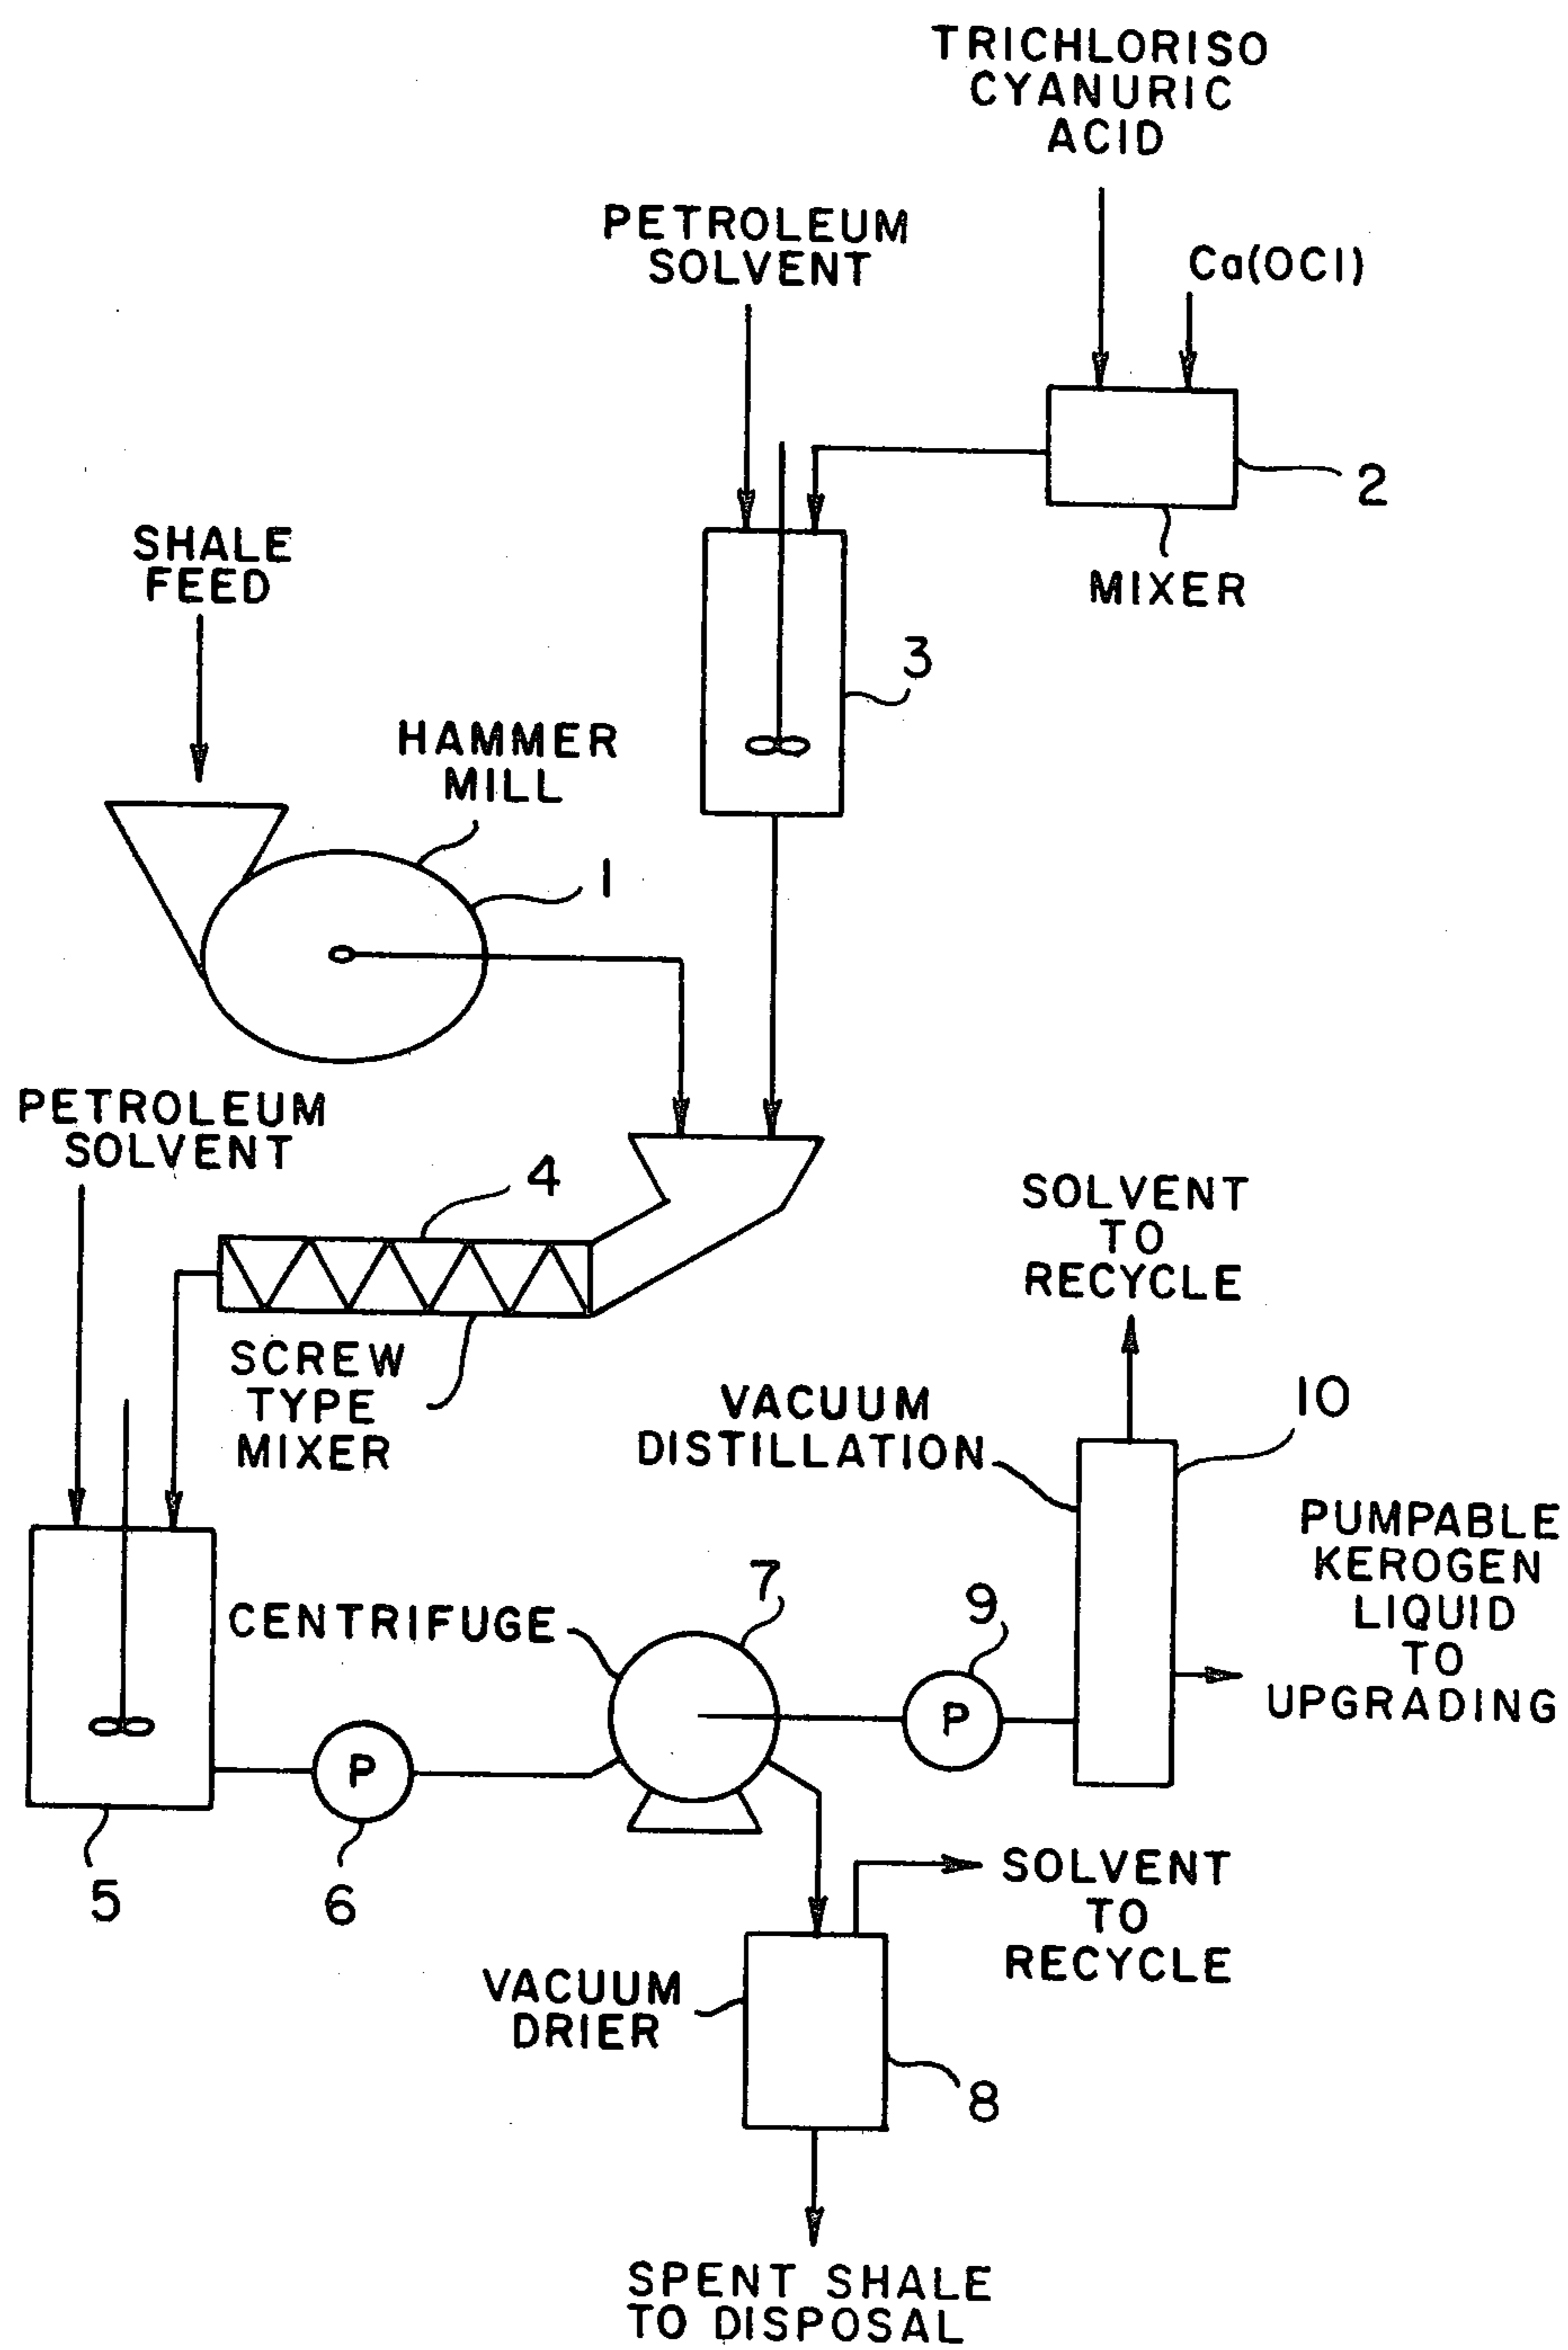 TRICHLORISO
CYANURIC
ACID
PETROLEUM
SOLVENT
Ca(OCl)
2
MIXER
SHALE
FEED
3
HAMMER
MILL
1
PETROLEUM
SOLVENT
4
SCREW
TYPE
MIXER
SOLVENT
TO
RECYCLE
VACUUM
DISTILLATION
10
PUMPABLE
KEROGEN
LIQUID
TO
UPGRADING
CENTRIFUGE
7
9
P
P
5
6
SOLVENT
TO
RECYCLE
VACUUM
DRIER
8
SPENT SHALE
TO DISPOSAL